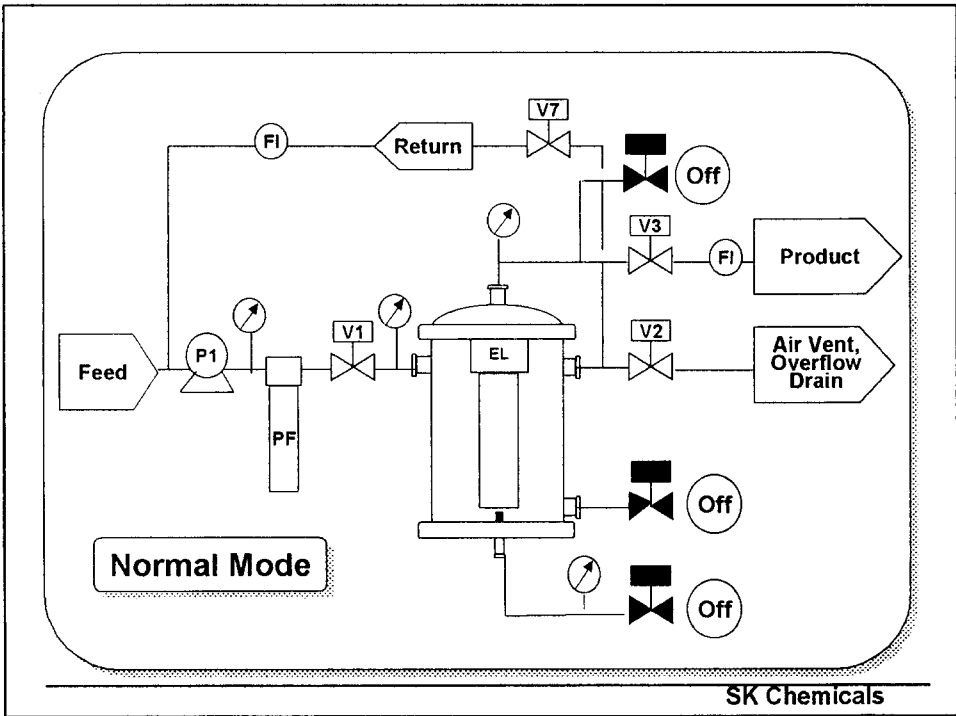 V7
FI
Return
Off
V3
FI
Product
V1
V2
Feed
P1
EL
Air Vent,
Overflow
Drain
PF
Off
Normal Mode
Off
SK Chemicals